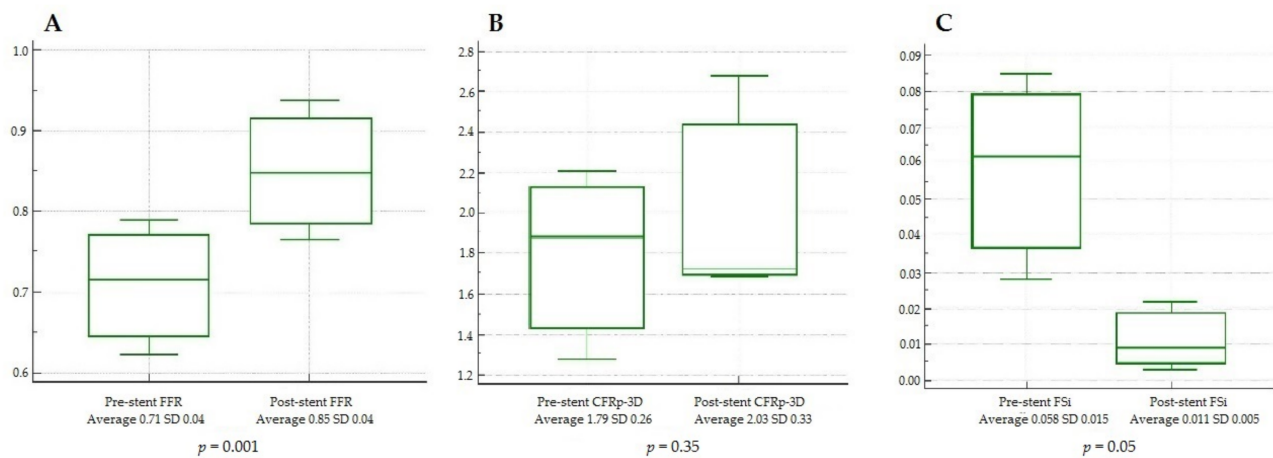 A
1.0
0.9
0.8
0.7
0.6
Pre-stent FFR
Average 0.71 SD 0.04
Post-stent FFR
Average 0.85 SD 0.04
p = 0.001
B
2.8
2.6
2.4
2.2
2.0
1.8
1.6
1.4
1.2
Pre-stent CFRp-3D
Average 1.79 SD 0.26
Post-stent CFRp-3D
Average 2.03 SD 0.33
p = 0.35
C
0.09
0.08
0.07
0.06
0.05
0.04
0.03
0.02
0.01
0.00
Pre-stent FSi
Average 0.058 SD 0.015
Post-stent FSi
Average 0.011 SD 0.005
p = 0.05